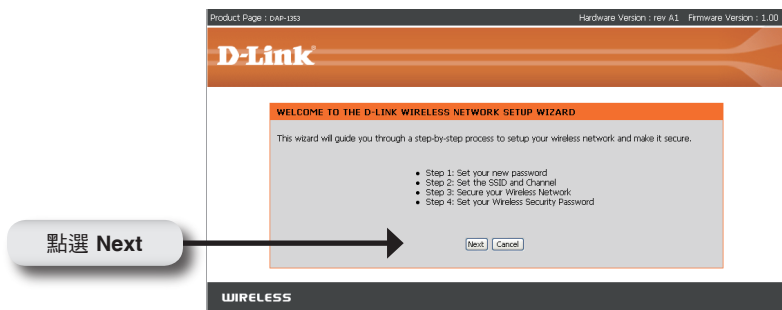 Product Page : DAP-1353 Hardware Version : rev A1 Firmware Version : 1.00
D-Link
WELCOME TO THE D-LINK WIRELESS NETWORK SETUP WIZARD
This wizard will guide you through a step-by-step process to setup your wireless network and make it secure.
• Step 1: Set your new password
• Step 2: Set the SSID and Channel
• Step 3: Secure your Wireless Network
• Step 4: Set your Wireless Security Password
點選 Next
Next Cancel
WIRELESS